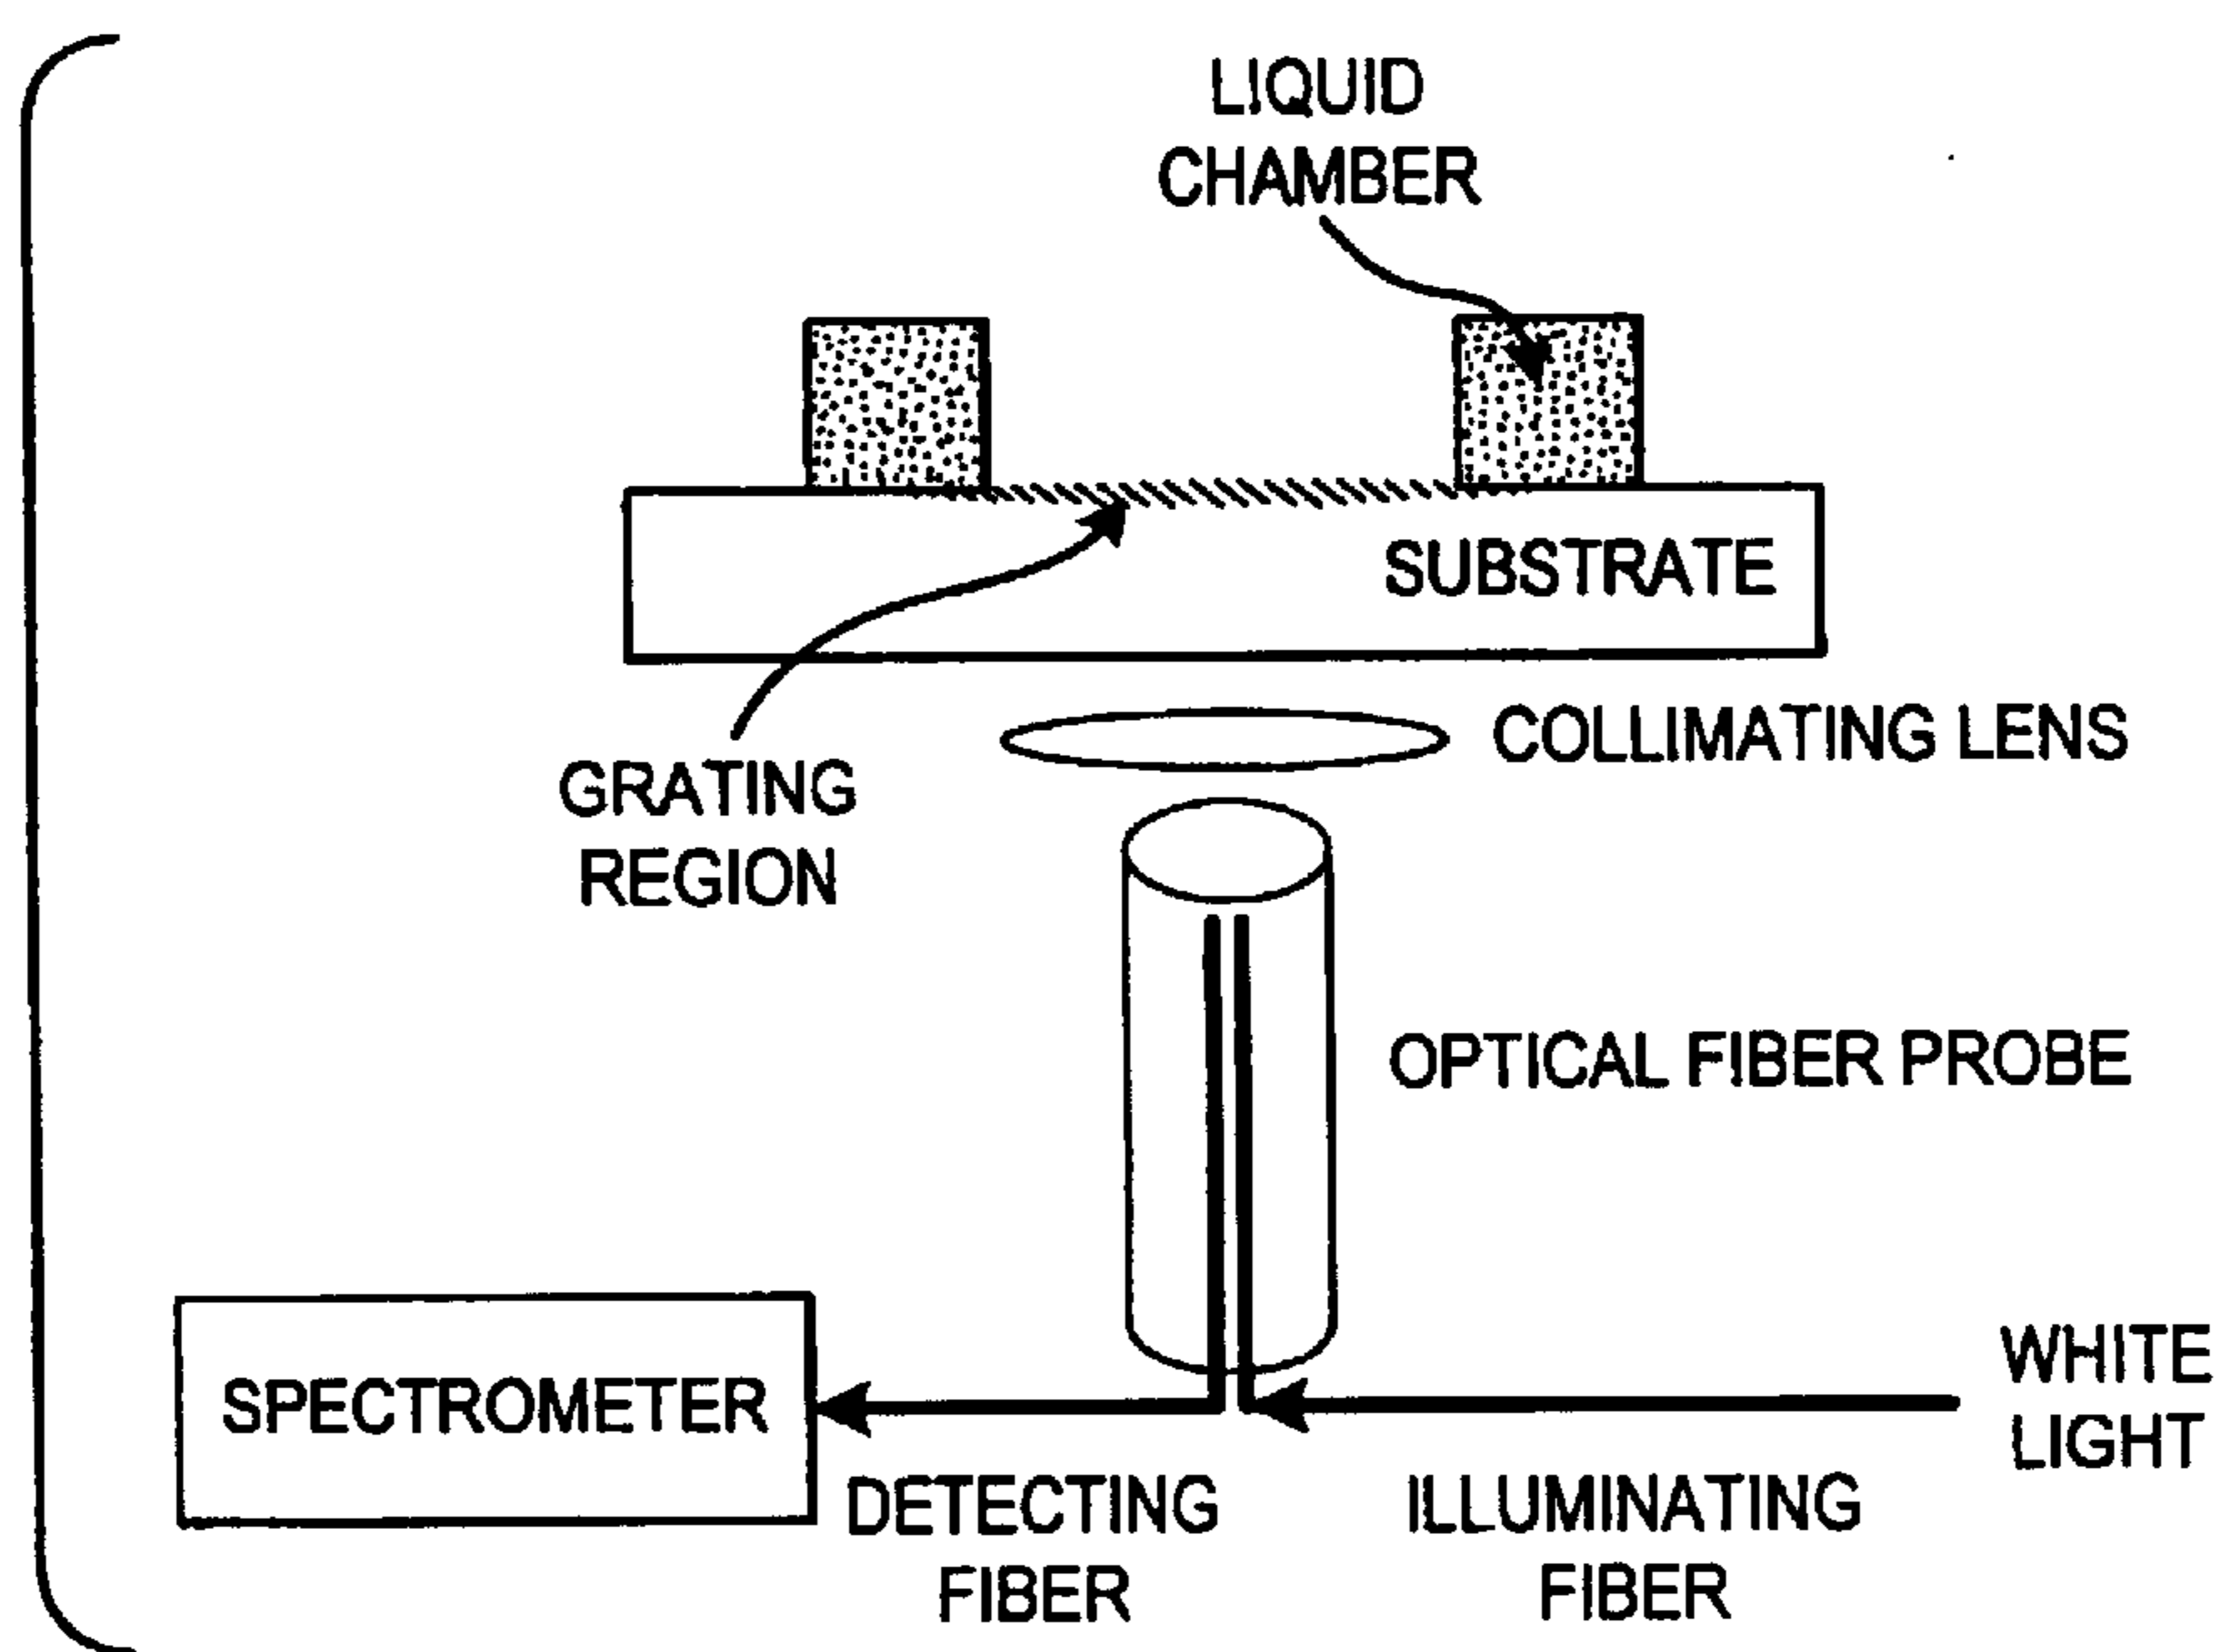 LIQUID
CHAMBER
SUBSTRATE
COLLIMATING LENS
GRATING
REGION
OPTICAL FIBER PROBE
WHITE
LIGHT
SPECTROMETER
DETECTING
FIBER
ILLUMINATING
FIBER